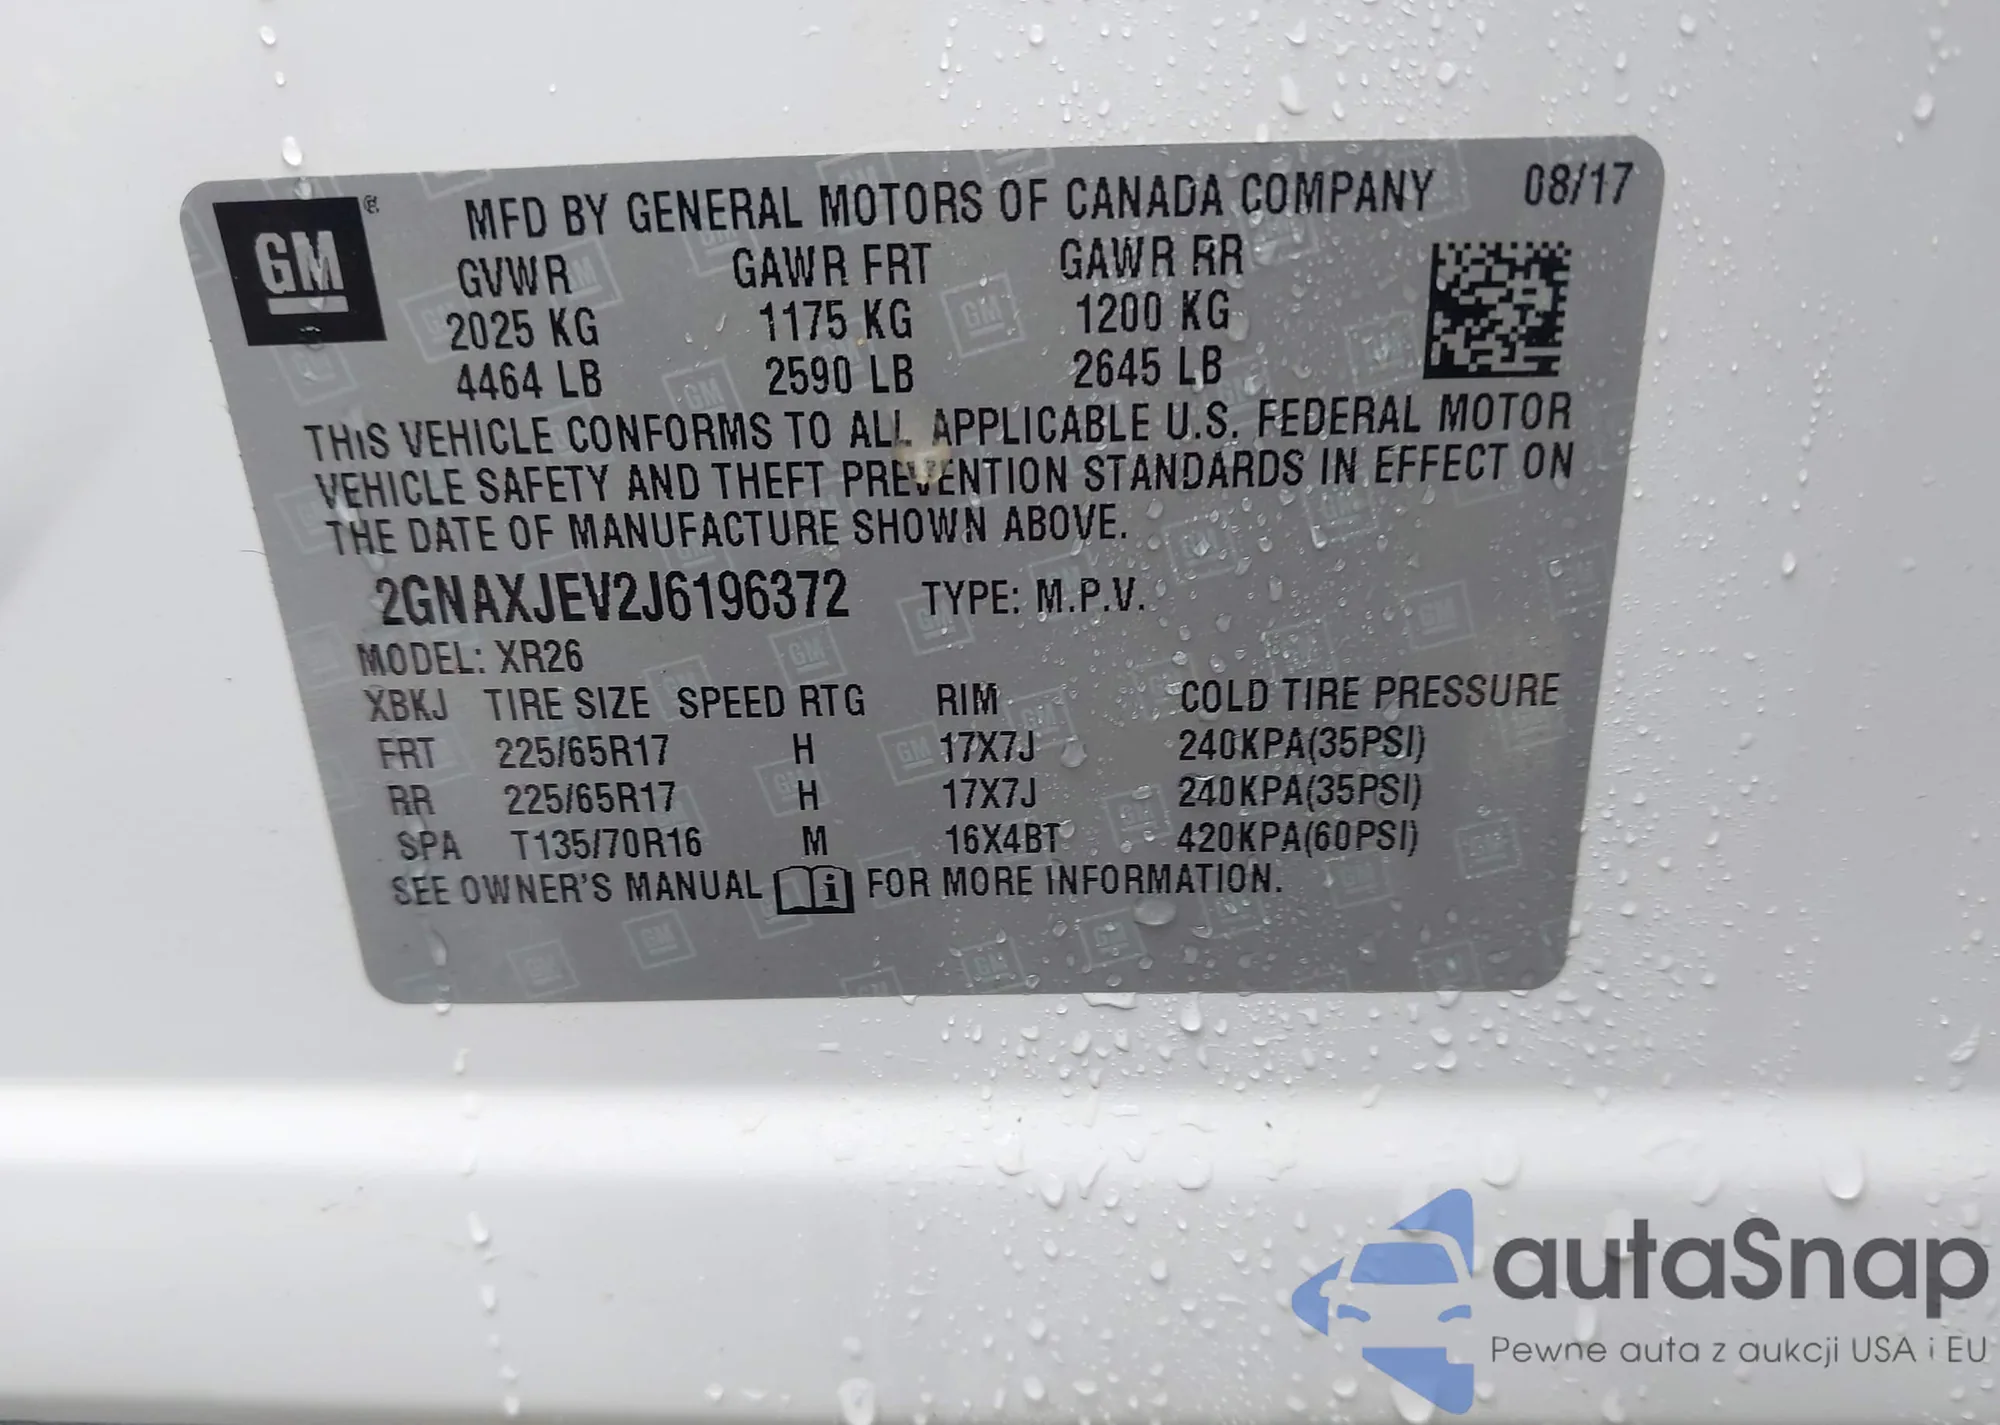 GM
MFD BY GENERAL MOTORS OF CANADA COMPANY 08/17
GVWR GAWR FRT GAWR RR
2025 KG 1175 KG 1200 KG
4464 LB 2590 LB 2645 LB
THIS VEHICLE CONFORMS TO ALL APPLICABLE U.S. FEDERAL MOTOR
VEHICLE SAFETY AND THEFT PREVENTION STANDARDS IN EFFECT ON
THE DATE OF MANUFACTURE SHOWN ABOVE.
2GNAXJEV2J6196372 TYPE: M.P.V.
MODEL: XR26
XBKJ TIRE SIZE SPEED RTG RIM COLD TIRE PRESSURE
FRT 225/65R17 H 17X7J 240KPA(35PSI)
RR 225/65R17 H 17X7J 240KPA(35PSI)
SPA T135/70R16 M 16X4BT 420KPA(60PSI)
SEE OWNER'S MANUAL i FOR MORE INFORMATION.
autaSnap
Pewne auta z aukcji USA i EU